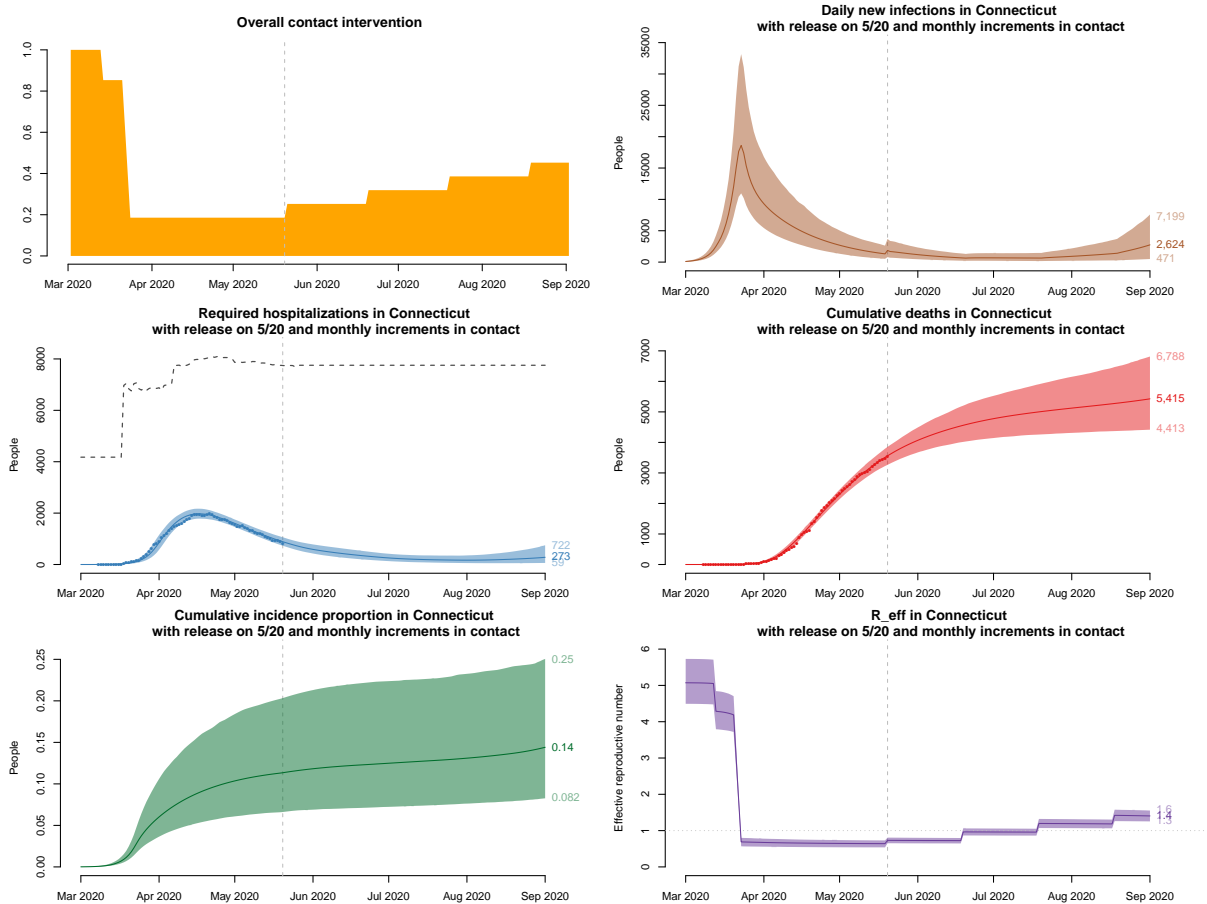 Overall contact intervention
1.0
0.8
0.6
0.4
0.2
0.0
Mar 2020 Apr 2020 May 2020 Jun 2020 Jul 2020 Aug 2020 Sep 2020
Daily new infections in Connecticut
with release on 5/20 and monthly increments in contact
People
35000
25000
15000
5000
0
7,199
2,624
471
Mar 2020 Apr 2020 May 2020 Jun 2020 Jul 2020 Aug 2020 Sep 2020
Required hospitalizations in Connecticut
with release on 5/20 and monthly increments in contact
People
8000
6000
4000
2000
0
722
273
59
Mar 2020 Apr 2020 May 2020 Jun 2020 Jul 2020 Aug 2020 Sep 2020
Cumulative deaths in Connecticut
with release on 5/20 and monthly increments in contact
People
7000
5000
3000
1000
0
6,788
5,415
4,413
Mar 2020 Apr 2020 May 2020 Jun 2020 Jul 2020 Aug 2020 Sep 2020
Cumulative incidence proportion in Connecticut
with release on 5/20 and monthly increments in contact
People
0.25
0.20
0.15
0.10
0.05
0.00
0.25
0.14
0.082
Mar 2020 Apr 2020 May 2020 Jun 2020 Jul 2020 Aug 2020 Sep 2020
R_eff in Connecticut
with release on 5/20 and monthly increments in contact
Effective reproductive number
6
5
4
3
2
1
0
1.6
1.4
1.3
Mar 2020 Apr 2020 May 2020 Jun 2020 Jul 2020 Aug 2020 Sep 2020